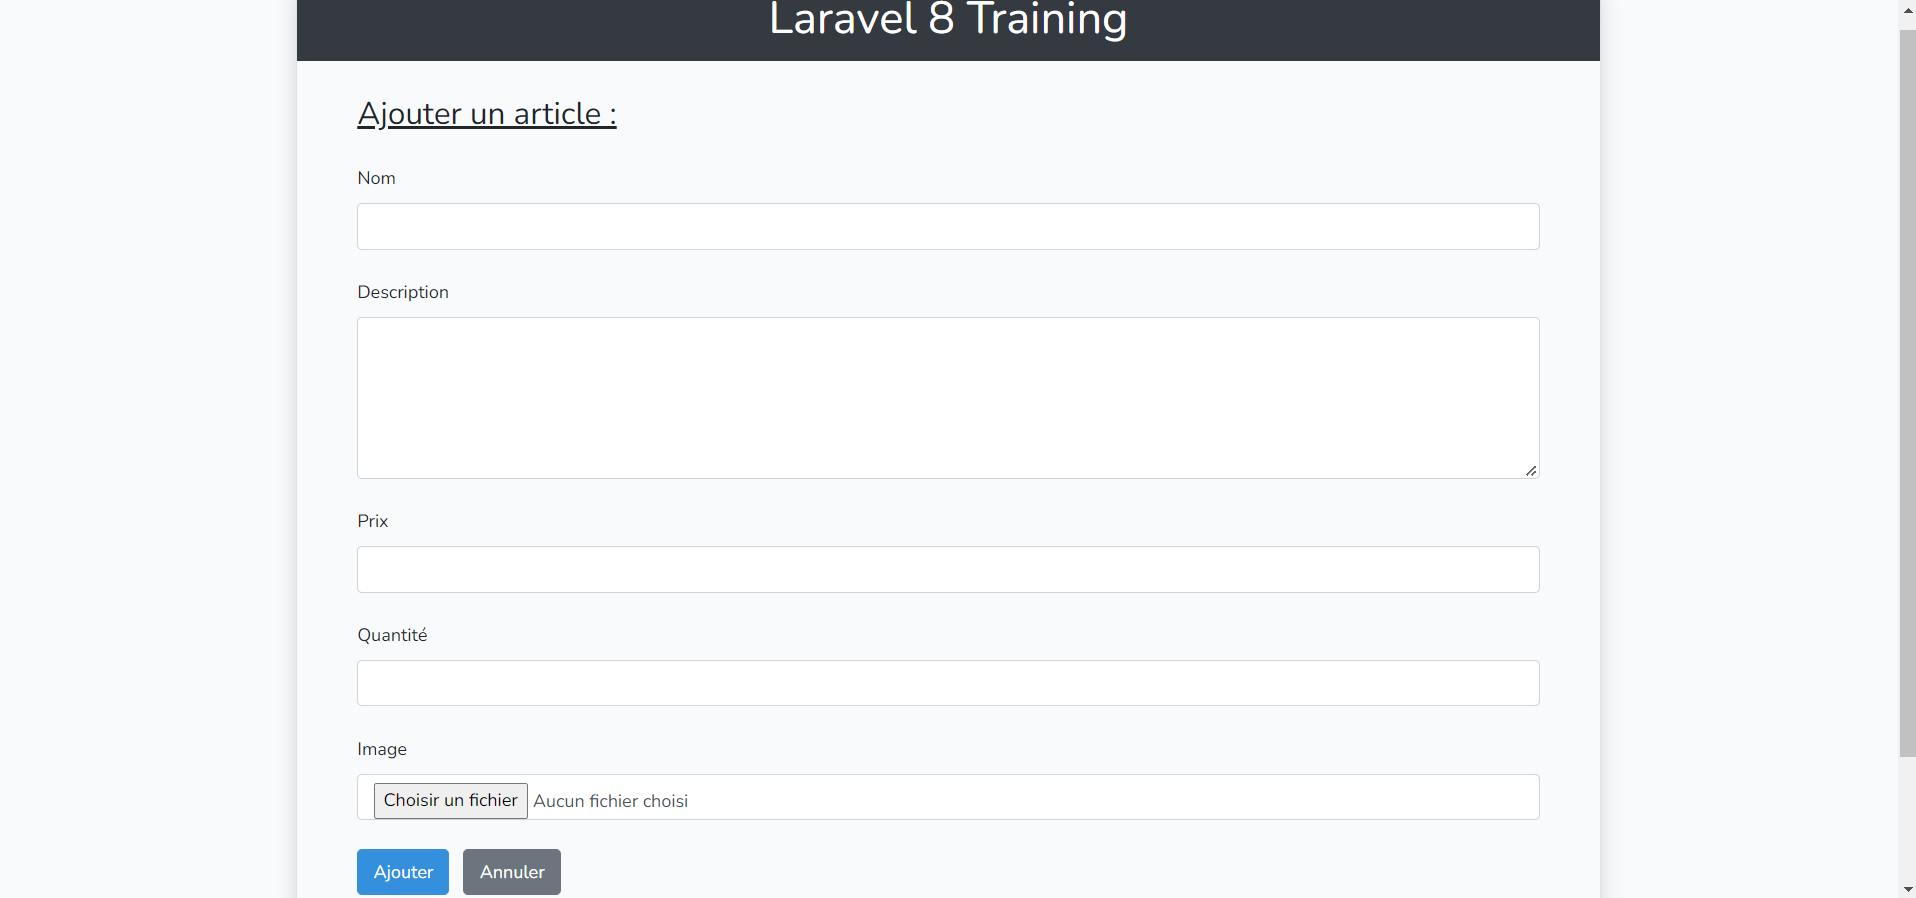 Laravel 8 Training
Ajouter un article :
Nom
Description
Prix
Quantité
Image
Choisir un fichier Aucun fichier choisi
Ajouter Annuler